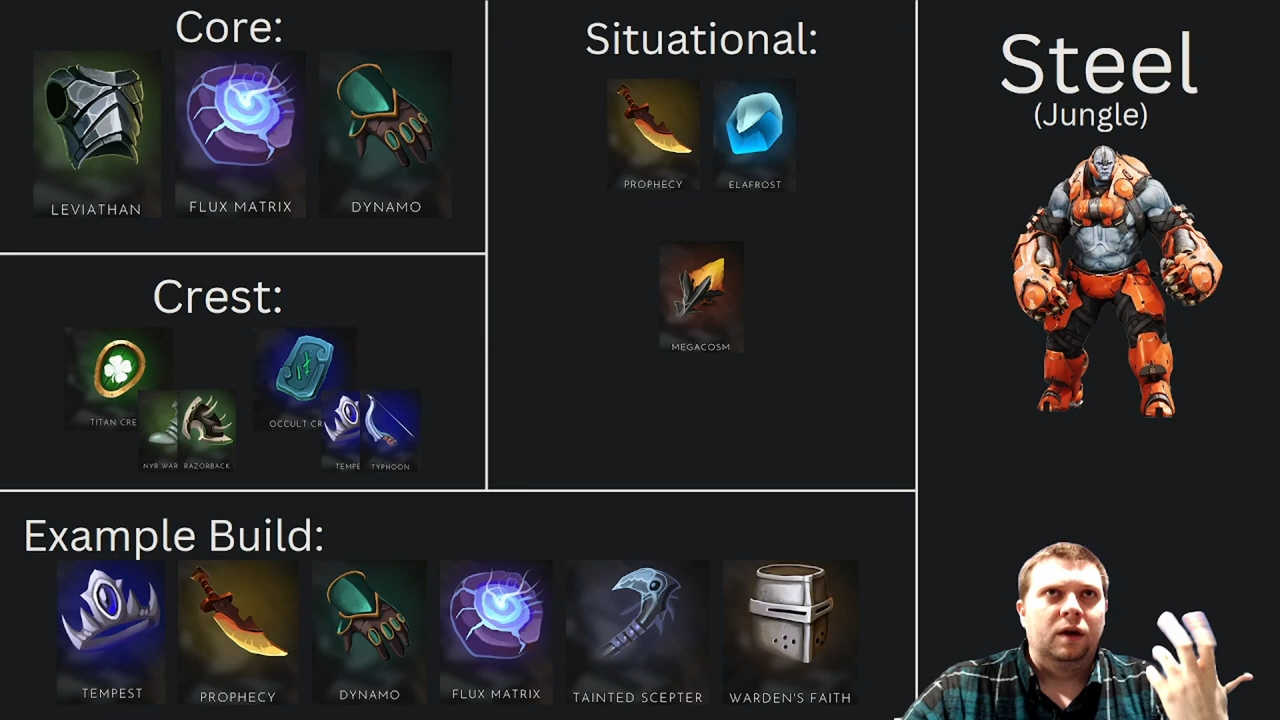 Core:
LEVIATHAN
FLUX MATRIX
DYNAMO
Situational:
PROPHECY
ELAFROST
MEGACOSM
Steel
(Jungle)
Crest:
TITAN CRE
NYR WAR
RAZORBACK
OCCULT CR
TEMPE
TYPHOON
Example Build:
TEMPEST
PROPHECY
DYNAMO
FLUX MATRIX
TAINTED SCEPTER
WARDEN'S FAITH